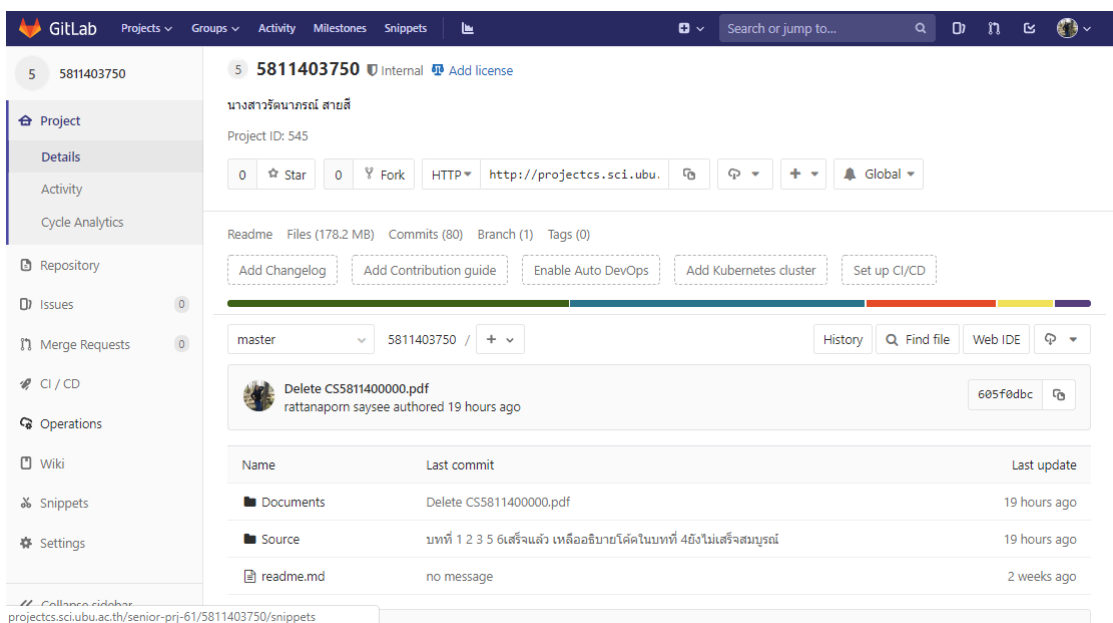 GitLab Projects Groups Activity Milestones Snippets Search or jump to...
5 5811403750
Project
Details
Activity
Cycle Analytics
Repository
Issues 0
Merge Requests 0
CI / CD
Operations
Wiki
Snippets
Settings
Collapse sidebar
projectcs.sci.ubu.ac.th/senior-prj-61/5811403750/snippets
5 5811403750 Internal Add license
นางสาวรัตนาภรณ์ สายสี
Project ID: 545
0 Star 0 Fork HTTP http://projectcs.sci.ubu. Global
Readme Files (178.2 MB) Commits (80) Branch (1) Tags (0)
Add Changelog Add Contribution guide Enable Auto DevOps Add Kubernetes cluster Set up CI/CD
master 5811403750 / + History Find file Web IDE
Delete CS5811400000.pdf
rattanaporn saysee authored 19 hours ago
605f0dbc
Name Last commit Last update
Documents Delete CS5811400000.pdf 19 hours ago
Source บทที่ 1 2 3 5 6เสร็จแล้ว เหลืออธิบายโค้ดในบทที่ 4ยังไม่เสร็จสมบูรณ์ 19 hours ago
readme.md no message 2 weeks ago